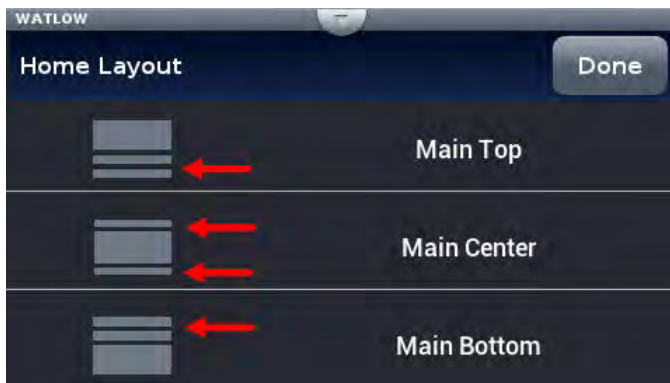 WATLOW
Home Layout
Done
Main Top
Main Center
Main Bottom